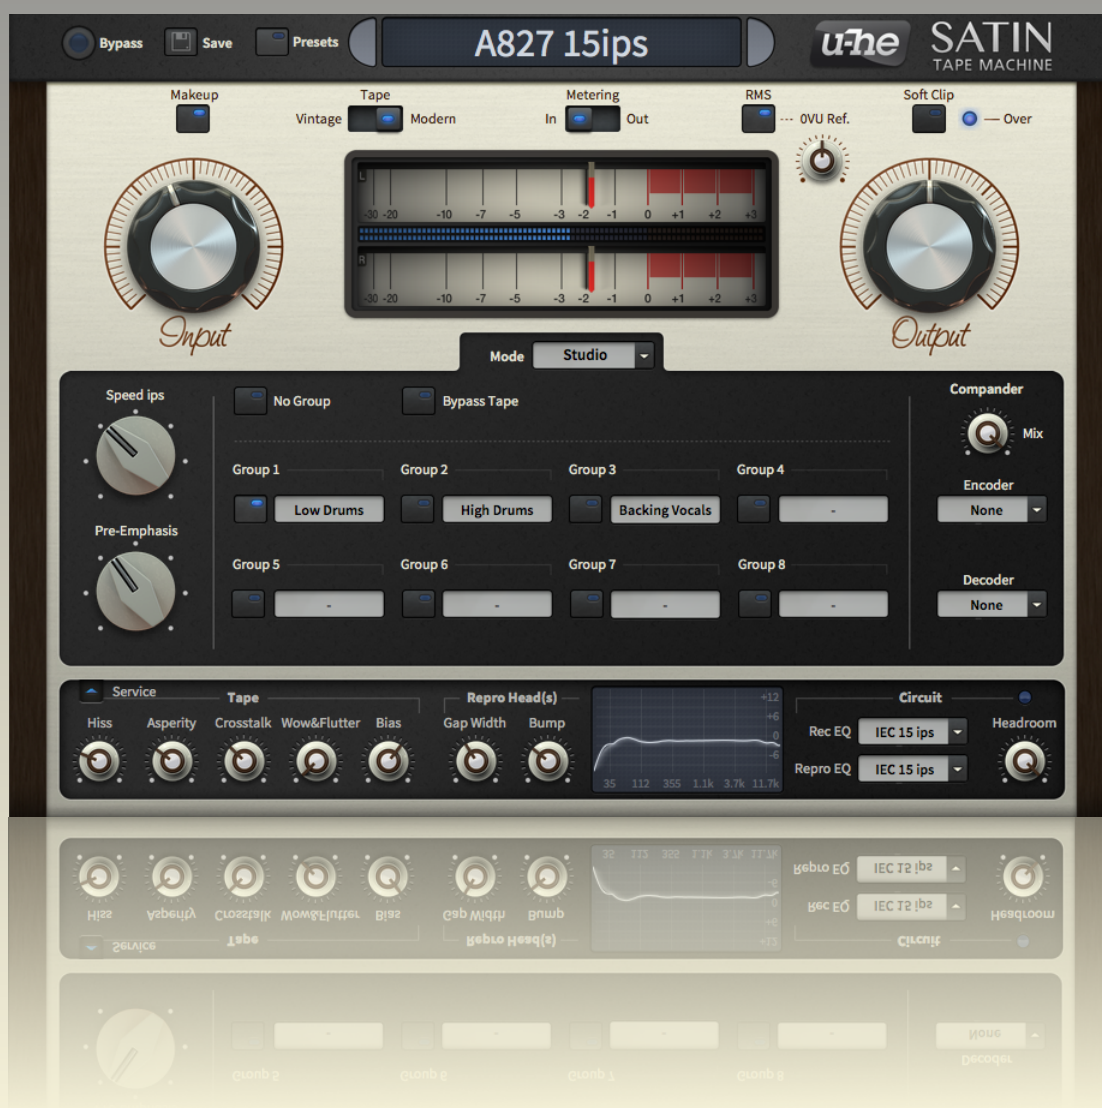 Bypass Save Presets A827 15ips u-he SATIN
TAPE MACHINE
Makeup Tape Metering RMS Soft Clip
Vintage Modern In Out 0VU Ref. Over
L
-30 -20 -10 -7 -5 -3 -2 -1 0 +1 +2 +3
R
-30 -20 -10 -7 -5 -3 -2 -1 0 +1 +2 +3
Input Output
Mode Studio
Speed ips No Group Bypass Tape Compander
Mix
Group 1 Group 2 Group 3 Group 4 Encoder
Low Drums High Drums Backing Vocals - None
Pre-Emphasis
Group 5 Group 6 Group 7 Group 8 Decoder
- - - - None
Service Tape Repro Head(s) +12 Circuit
Hiss Asperity Crosstalk Wow&Flutter Bias Gap Width Bump +6 Headroom
Rec EQ IEC 15 ips
0
-6
Repro EQ IEC 15 ips
35 112 355 1.1k 3.7k 11.7k